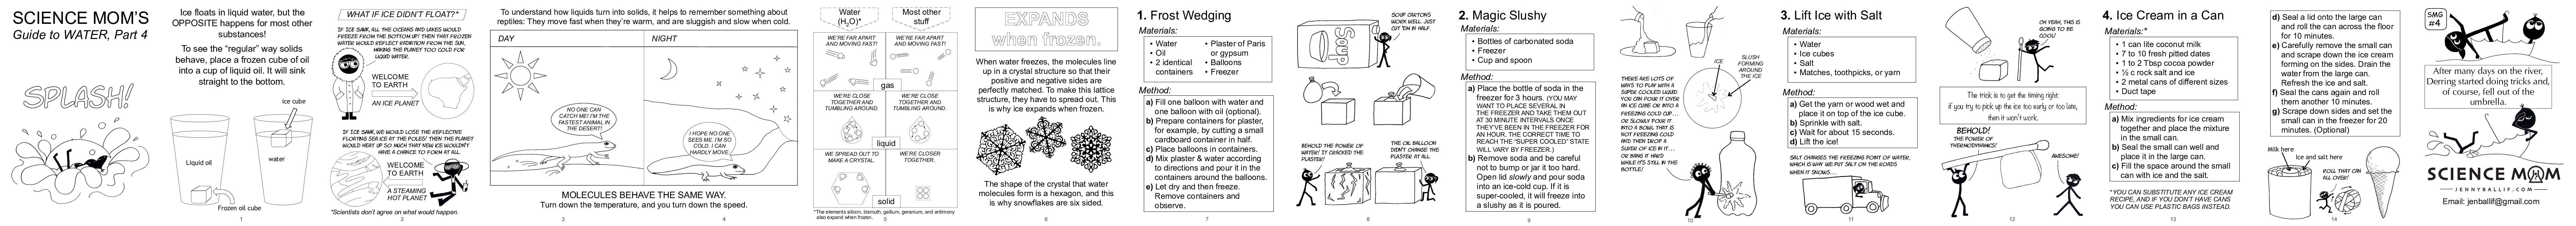 SCIENCE MOM'S
Guide to WATER, Part 4
SPLASH!
Ice floats in liquid water, but the
OPPOSITE happens for most other
substances!
To see the "regular" way solids
behave, place a frozen cube of oil
into a cup of liquid oil. It will sink
straight to the bottom.
Ice cube
Liquid oil
water
Frozen oil cube
1
WHAT IF ICE DIDN'T FLOAT?*
IF ICE SANK, ALL THE OCEANS AND LAKES WOULD
FREEZE FROM THE BOTTOM UP! THEN THAT FROZEN
WATER WOULD REFLECT RADIATION FROM THE SUN,
MAKING THE PLANET TOO COLD FOR
LIQUID WATER.
WELCOME
TO EARTH
AN ICE PLANET
IF ICE SANK, WE WOULD LOSE THE REFLECTIVE
FLOATING SEA ICE AT THE POLES! THEN THE PLANET
WOULD HEAT UP SO MUCH THAT NEW ICE WOULDN'T
HAVE A CHANCE TO FORM AT ALL.
WELCOME
TO EARTH
A STEAMING
HOT PLANET
*Scientists don't agree on what would happen.
2
To understand how liquids turn into solids, it helps to remember something about
reptiles: They move fast when they're warm, and are sluggish and slow when cold.
DAY
NO ONE CAN
CATCH ME! I'M THE
FASTEST ANIMAL IN
THE DESERT!
NIGHT
I HOPE NO ONE
SEES ME. I'M SO
COLD, I CAN
HARDLY MOVE.
MOLECULES BEHAVE THE SAME WAY.
Turn down the temperature, and you turn down the speed.
3
4
Water
(H2O)*
Most other
stuff
WE'RE FAR APART
AND MOVING FAST!
WE'RE FAR APART
AND MOVING FAST!
gas
WE'RE CLOSE
TOGETHER AND
TUMBLING AROUND.
WE'RE CLOSE
TOGETHER AND
TUMBLING AROUND.
liquid
WE SPREAD OUT TO
MAKE A CRYSTAL.
WE'RE CLOSER
TOGETHER.
solid
*The elements silicon, bismuth, gallium, geranium, and antimony
also expand when frozen.
5
EXPANDS
when frozen.
When water freezes, the molecules line
up in a crystal structure so that their
positive and negative sides are
perfectly matched. To make this lattice
structure, they have to spread out. This
is why ice expands when frozen.
The shape of the crystal that water
molecules form is a hexagon, and this
is why snowflakes are six sided.
6
1. Frost Wedging
Materials:
• Water
• Oil
• 2 identical
containers
• Plaster of Paris
or gypsum
• Balloons
• Freezer
Method:
a) Fill one balloon with water and
one balloon with oil (optional).
b) Prepare containers for plaster,
for example, by cutting a small
cardboard container in half.
c) Place balloons in containers.
d) Mix plaster & water according
to directions and pour it in the
containers around the balloons.
e) Let dry and then freeze.
Remove containers and
observe.
7
SOUP CARTONS
WORK WELL. JUST
CUT 'EM IN HALF.
Soup
BEHOLD THE POWER OF
WATER! IT CRACKED THE
PLASTER!
THE OIL BALLOON
DIDN'T CHANGE THE
PLASTER AT ALL.
8
2. Magic Slushy
Materials:
• Bottles of carbonated soda
• Freezer
• Cup and spoon
Method:
a) Place the bottle of soda in the
freezer for 3 hours. (YOU MAY
WANT TO PLACE SEVERAL IN
THE FREEZER AND TAKE THEM OUT
AT 30 MINUTE INTERVALS ONCE
THEY'VE BEEN IN THE FREEZER FOR
AN HOUR. THE CORRECT TIME TO
REACH THE "SUPER COOLED" STATE
WILL VARY BY FREEZER.)
b) Remove soda and be careful
not to bump or jar it too hard.
Open lid slowly and pour soda
into an ice-cold cup. If it is
super-cooled, it will freeze into
a slushy as it is poured.
9
THERE ARE LOTS OF
WAYS TO PLAY WITH A
SUPER COOLED LIQUID!
YOU CAN POUR IT OVER
AN ICE CUBE OR INTO A
FREEZING COLD CUP...
OR SLOWLY POUR IT
INTO A BOWL THAT IS
NOT FREEZING COLD
AND THEN DROP A
SLIVER OF ICE IN IT...
OR BANG IT HARD
WHILE IT'S STILL IN THE
BOTTLE!
ICE
SLUSH
FORMING
AROUND
THE ICE
10
3. Lift Ice with Salt
Materials:
• Water
• Ice cubes
• Salt
• Matches, toothpicks, or yarn
Method:
a) Get the yarn or wood wet and
place it on top of the ice cube.
b) Sprinkle with salt.
c) Wait for about 15 seconds.
d) Lift the ice!
SALT CHANGES THE FREEZING POINT OF WATER,
WHICH IS WHY WE PUT SALT ON THE ROADS
WHEN IT SNOWS...
11
OH YEAH, THIS IS
GOING TO BE
COOL!
The trick is to get the timing right:
if you try to pick up the ice too early or too late,
then it won't work.
BEHOLD!
THE POWER OF
THERMODYNAMICS!
AWESOME!
12
4. Ice Cream in a Can
Materials:*
• 1 can lite coconut milk
• 7 to 10 fresh pitted dates
• 1 to 2 Tbsp cocoa powder
• ½ c rock salt and ice
• 2 metal cans of different sizes
• Duct tape
Method:
a) Mix ingredients for ice cream
together and place the mixture
in the small can.
b) Seal the small can well and
place it in the large can.
c) Fill the space around the small
can with ice and the salt.
*YOU CAN SUBSTITUTE ANY ICE CREAM
RECIPE, AND IF YOU DON'T HAVE CANS
YOU CAN USE PLASTIC BAGS INSTEAD.
13
d) Seal a lid onto the large can
and roll the can across the floor
for 10 minutes.
e) Carefully remove the small can
and scrape down the ice cream
forming on the sides. Drain the
water from the large can.
Refresh the ice and salt.
f) Seal the cans again and roll
them another 10 minutes.
g) Scrape down sides and set the
small can in the freezer for 20
minutes. (Optional)
Milk here
Ice and salt here
ROLL THAT CAN
ALL OVER!
14
SMG
#4
After many days on the river,
Derring started doing tricks and,
of course, fell out of the
umbrella.
SCIENCE MOM
JENNYBALLIF.COM
Email: jenballif@gmail.com